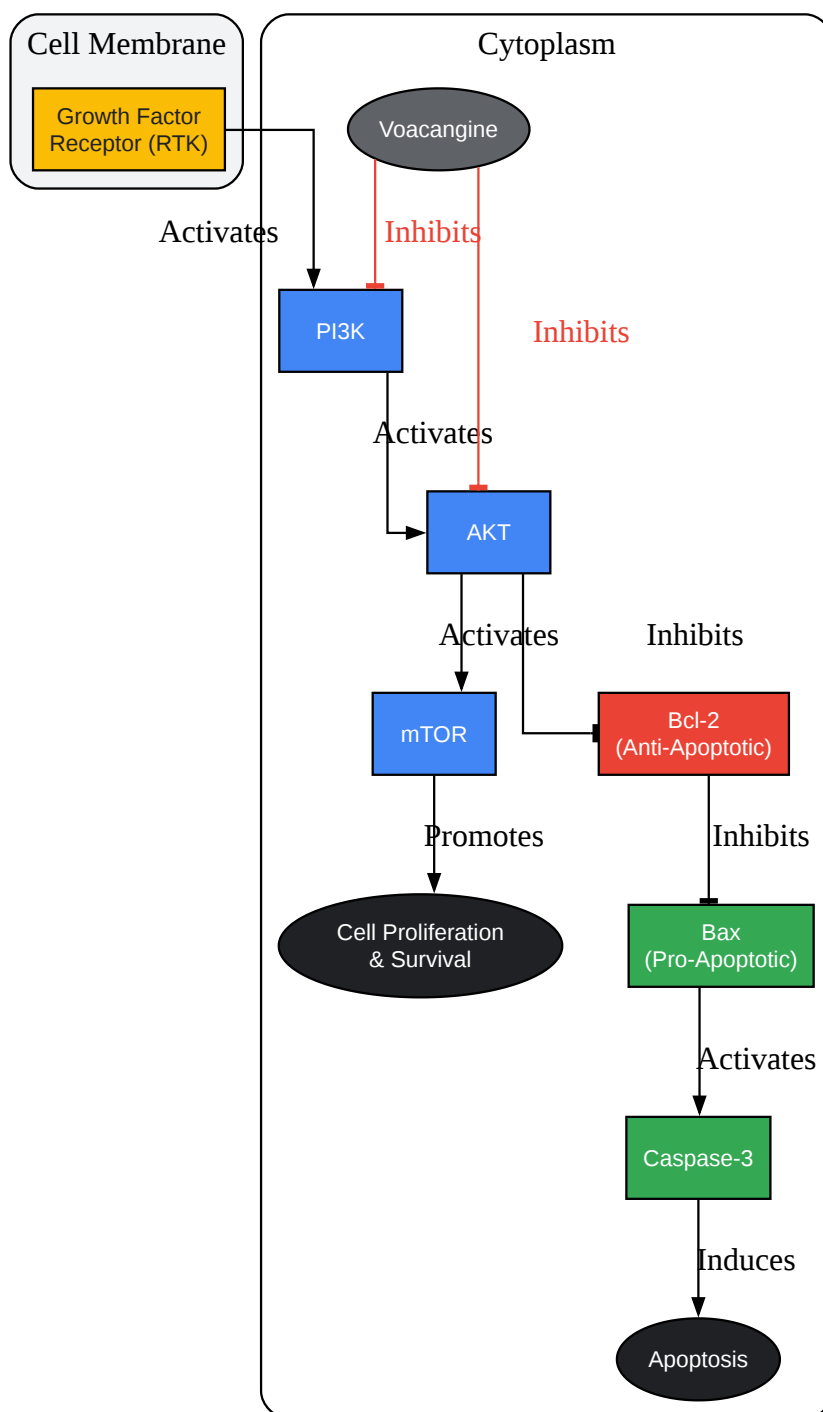 Cell Membrane
Cytoplasm
Growth Factor
Receptor (RTK)
Voacangine
Activates
Inhibits
PI3K
Inhibits
Activates
AKT
Activates
Inhibits
mTOR
Bcl-2
(Anti-Apoptotic)
Promotes
Inhibits
Cell Proliferation
& Survival
Bax
(Pro-Apoptotic)
Activates
Caspase-3
Induces
Apoptosis